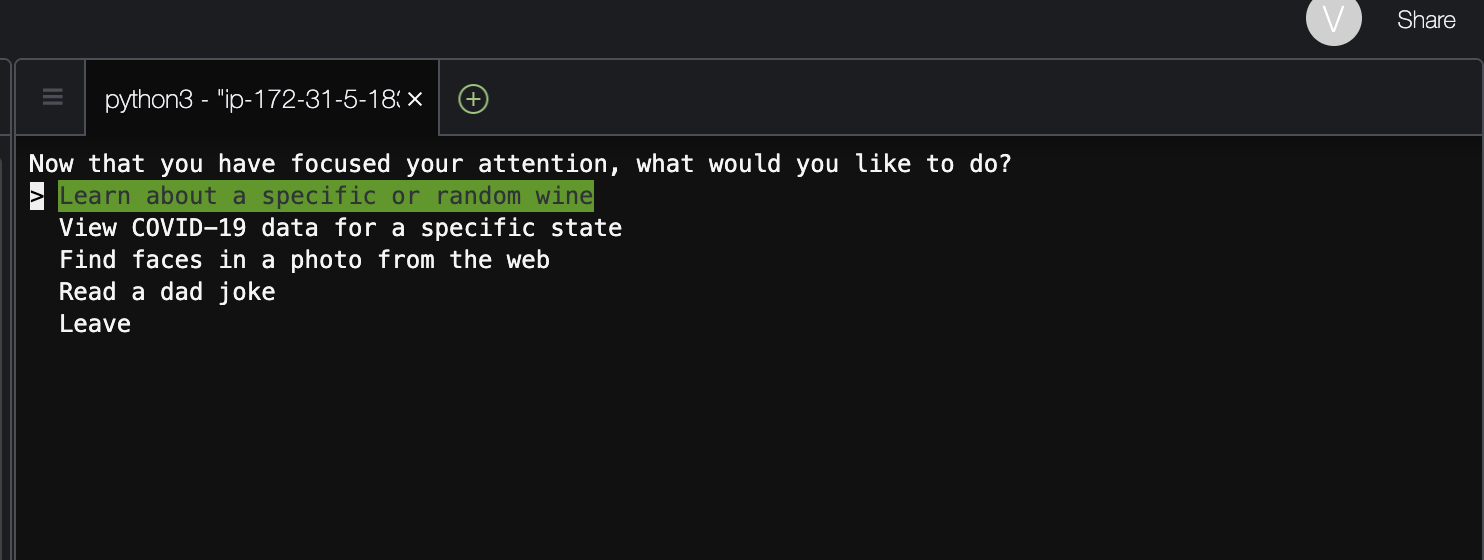 V Share
python3 - "ip-172-31-5-18
Now that you have focused your attention, what would you like to do?
> Learn about a specific or random wine
View COVID-19 data for a specific state
Find faces in a photo from the web
Read a dad joke
Leave